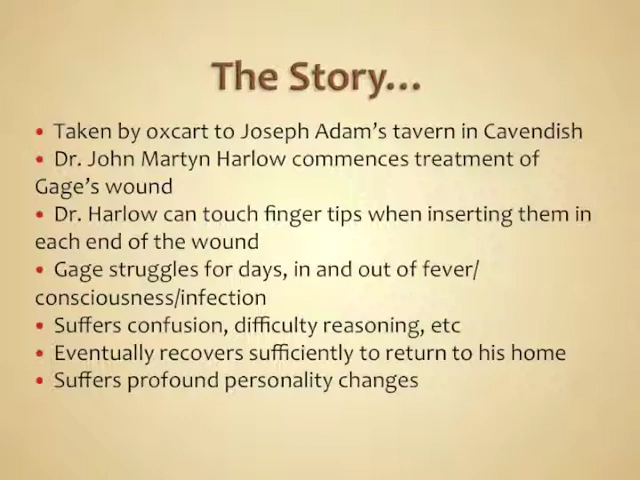 The Story…
• Taken by oxcart to Joseph Adam’s tavern in Cavendish
• Dr. John Martyn Harlow commences treatment of
Gage’s wound
• Dr. Harlow can touch finger tips when inserting them in
each end of the wound
• Gage struggles for days, in and out of fever/
consciousness/infection
• Suffers confusion, difficulty reasoning, etc
• Eventually recovers sufficiently to return to his home
• Suffers profound personality changes